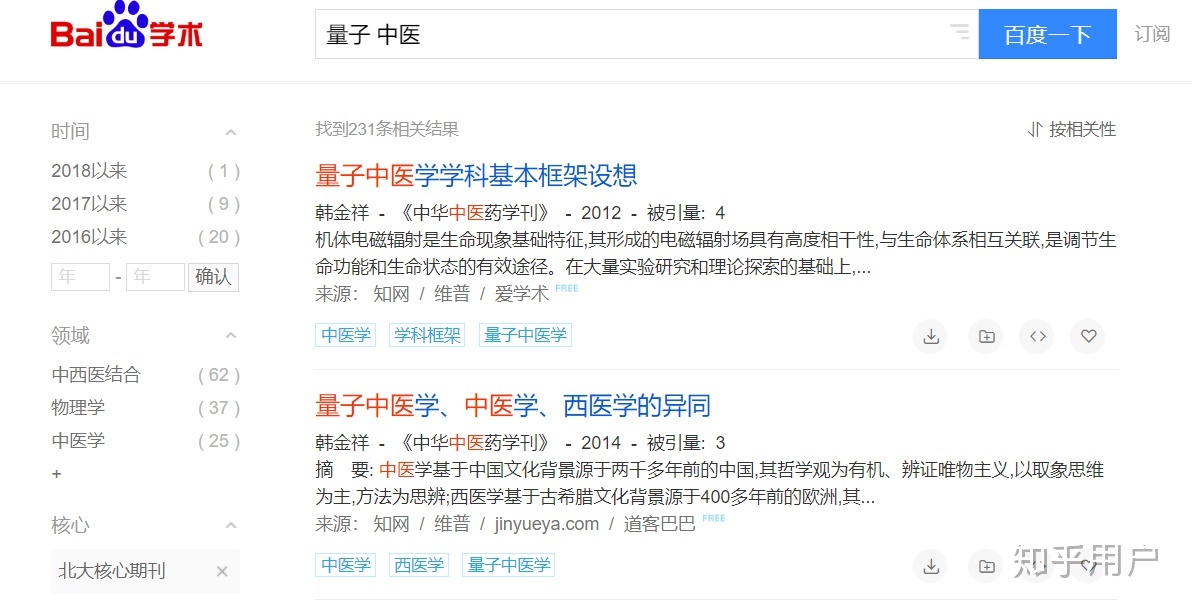 Baidu学术
量子 中医
百度一下
订阅
时间
2018以来 ( 1 )
2017以来 ( 9 )
2016以来 ( 20 )
年 - 年 确认
领域
中西医结合 ( 62 )
物理学 ( 37 )
中医学 ( 25 )
+
核心
北大核心期刊 ×
找到231条相关结果
按相关性
量子中医学学科基本框架设想
韩金祥 - 《中华中医药学刊》 - 2012 - 被引量: 4
机体电磁辐射是生命现象基础特征,其形成的电磁辐射场具有高度相干性,与生命体系相互关联,是调节生
命功能和生命状态的有效途径。在大量实验研究和理论探索的基础上,...
来源: 知网 / 维普 / 爱学术 FREE
中医学 学科框架 量子中医学
量子中医学、中医学、西医学的异同
韩金祥 - 《中华中医药学刊》 - 2014 - 被引量: 3
摘 要: 中医学基于中国文化背景源于两千多年前的中国,其哲学观为有机、辨证唯物主义,以取象思维
为主,方法为思辨;西医学基于古希腊文化背景源于400多年前的欧洲,其...
来源: 知网 / 维普 / jinyueya.com / 道客巴巴 FREE
中医学 西医学 量子中医学
知乎用户